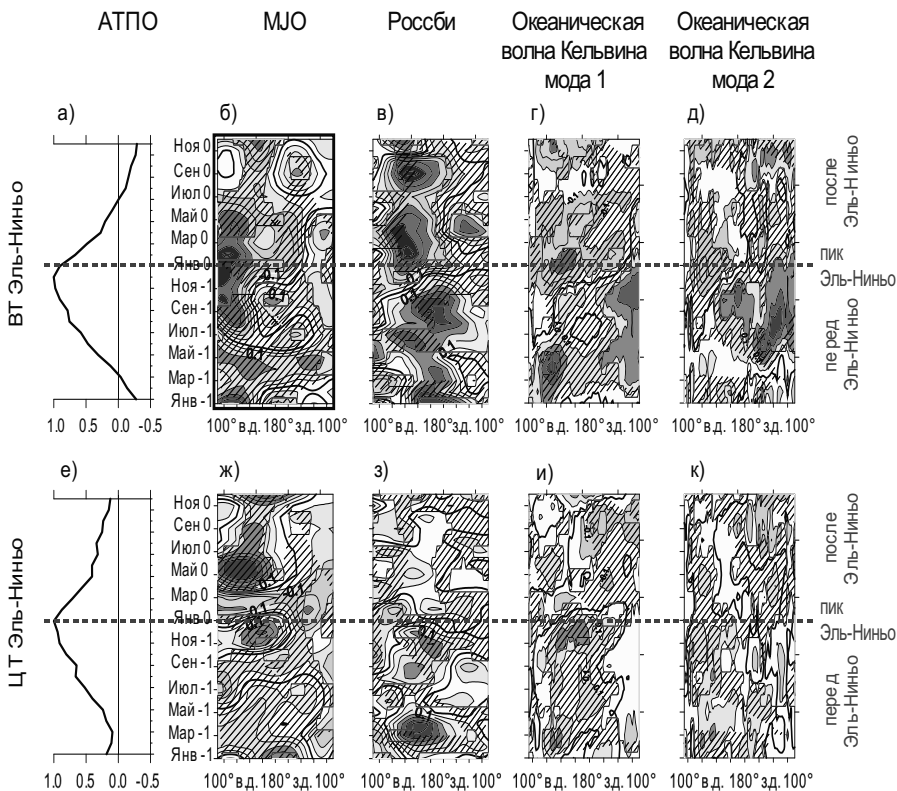 АТПО MJO Россби Океаническая Океаническая
волна Кельвина волна Кельвина
мода 1 мода 2
а) б) в) г) д)
ВТ Эль-Ниньо
Ноя 0
Сен 0
Июл 0
Май 0
Мар 0
Янв 0
Ноя -1
Сен -1
Июл -1
Май -1
Мар -1
Янв -1
после
Эль-Ниньо
пик
Эль-Ниньо
перед
Эль-Ниньо
1.0 0.5 0.0 -0.5
100° в.д. 180° з.д. 100° 100° в.д. 180° з.д. 100° 100° в.д. 180° з.д. 100° 100° в.д. 180° з.д. 100°
е) ж) з) и) к)
ЦТ Эль-Ниньо
Ноя 0
Сен 0
Июл 0
Май 0
Мар 0
Янв 0
Ноя -1
Сен -1
Июл -1
Май -1
Мар -1
Янв -1
после
Эль-Ниньо
пик
Эль-Ниньо
перед
Эль-Ниньо
1.0 0.5 0.0 -0.5
100° в.д. 180° з.д. 100° 100° в.д. 180° з.д. 100° 100° в.д. 180° з.д. 100° 100° в.д. 180° з.д. 100°